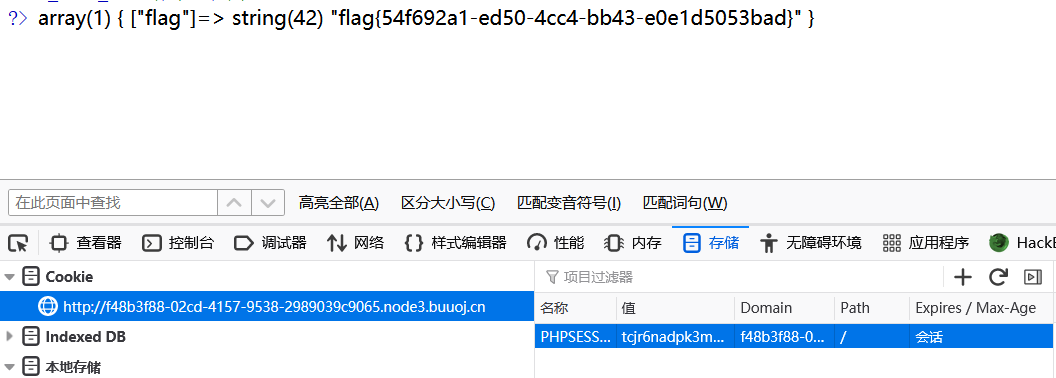 ?> array(1) { ["flag"]=> string(42) "flag{54f692a1-ed50-4cc4-bb43-e0e1d5053bad}" }
在此页面中查找 高亮全部(A) 区分大小写(C) 匹配变音符号(I) 匹配词句(W)
查看器 控制台 调试器 网络 样式编辑器 性能 内存 存储 无障碍环境 应用程序 HackB
Cookie 项目过滤器
http://f48b3f88-02cd-4157-9538-2989039c9065.node3.buuoj.cn 名称 值 Domain Path Expires / Max-Age
Indexed DB PHPSESS... tcjr6nadpk3m... f48b3f88-0... / 会话
本地存储